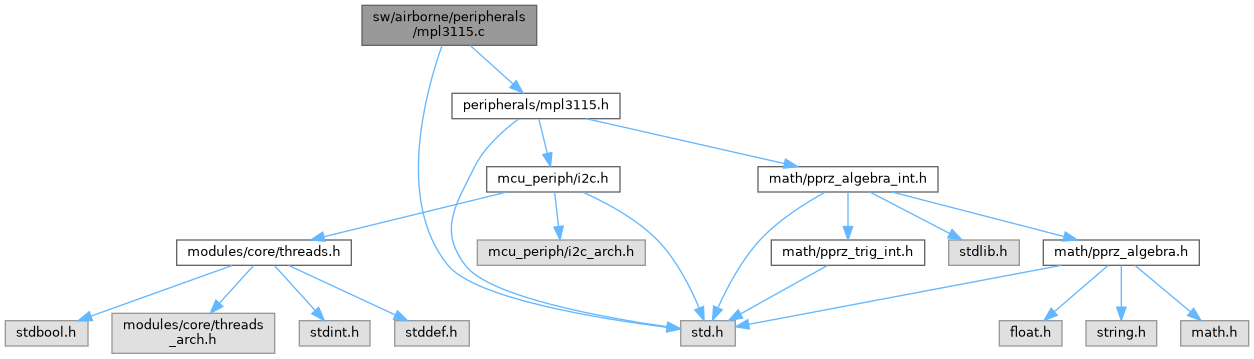 sw/airborne/peripherals
/mpl3115.c
peripherals/mpl3115.h
mcu_periph/i2c.h
math/pprz_algebra_int.h
modules/core/threads.h
mcu_periph/i2c_arch.h
math/pprz_trig_int.h
stdlib.h
math/pprz_algebra.h
stdbool.h
modules/core/threads
_arch.h
stdint.h
stddef.h
std.h
float.h
string.h
math.h